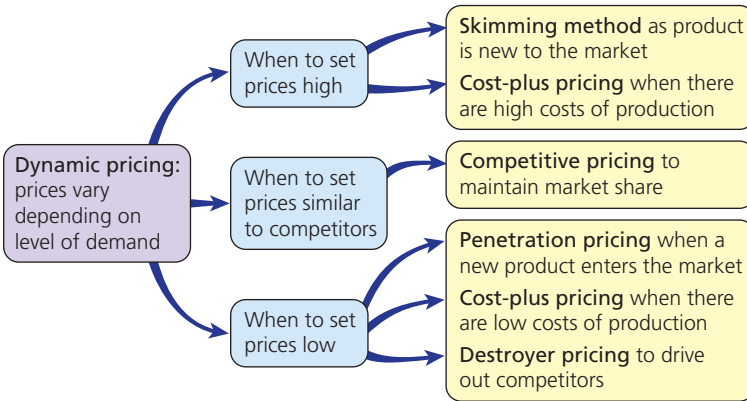 Dynamic pricing:
prices vary
depending on
level of demand
When to set
prices high
Skimming method as product
is new to the market
Cost-plus pricing when there
are high costs of production
When to set
prices similar
to competitors
Competitive pricing to
maintain market share
When to set
prices low
Penetration pricing when a
new product enters the market
Cost-plus pricing when there
are low costs of production
Destroyer pricing to drive
out competitors